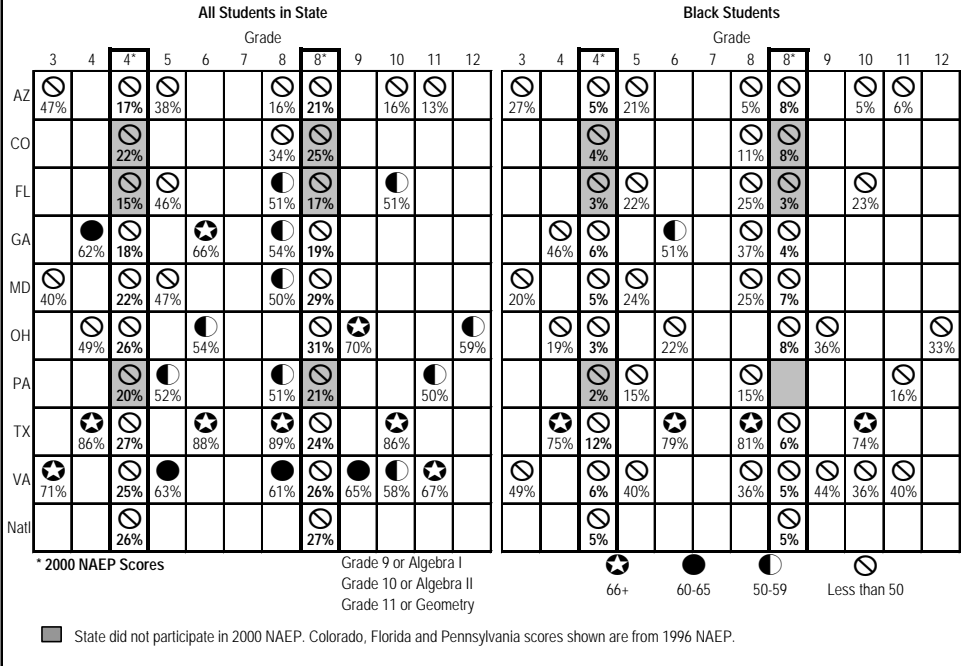 All Students in State
Black Students
Grade
Grade
3 4 4* 5 6 7 8 8* 9 10 11 12
3 4 4* 5 6 7 8 8* 9 10 11 12
AZ
47% 17% 38% 16% 21% 16% 13%
27% 5% 21% 5% 8% 5% 6%
CO
22% 34% 25%
4% 11% 8%
FL
15% 46% 51% 17% 51%
3% 22% 25% 3% 23%
GA
62% 18% 66% 54% 19%
46% 6% 51% 37% 4%
MD
40% 22% 47% 50% 29%
20% 5% 24% 25% 7%
OH
49% 26% 54% 31% 70% 59%
19% 3% 22% 8% 36% 33%
PA
20% 52% 51% 21% 50%
2% 15% 15% 16%
TX
86% 27% 88% 89% 24% 86%
75% 12% 79% 81% 6% 74%
VA
71% 25% 63% 61% 26% 65% 58% 67%
49% 6% 40% 36% 5% 44% 36% 40%
Natl
26% 27%
5% 5%
* 2000 NAEP Scores
Grade 9 or Algebra I
Grade 10 or Algebra II
Grade 11 or Geometry
66+ 60-65 50-59 Less than 50
State did not participate in 2000 NAEP. Colorado, Florida and Pennsylvania scores shown are from 1996 NAEP.